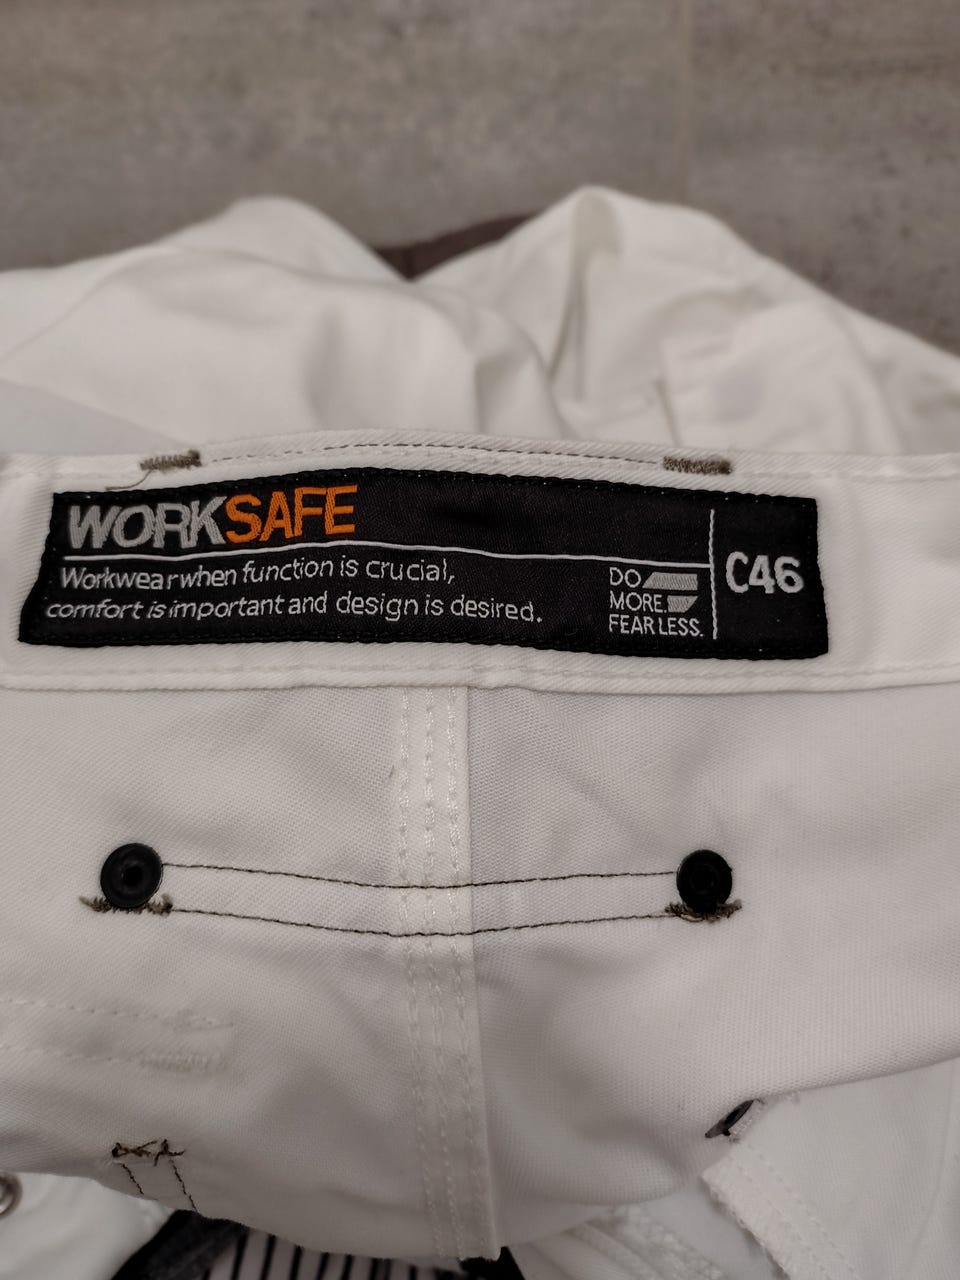 WORKSAFE
Workwear when function is crucial,
comfort is important and design is desired.
DO
MORE.
FEAR LESS.
C46